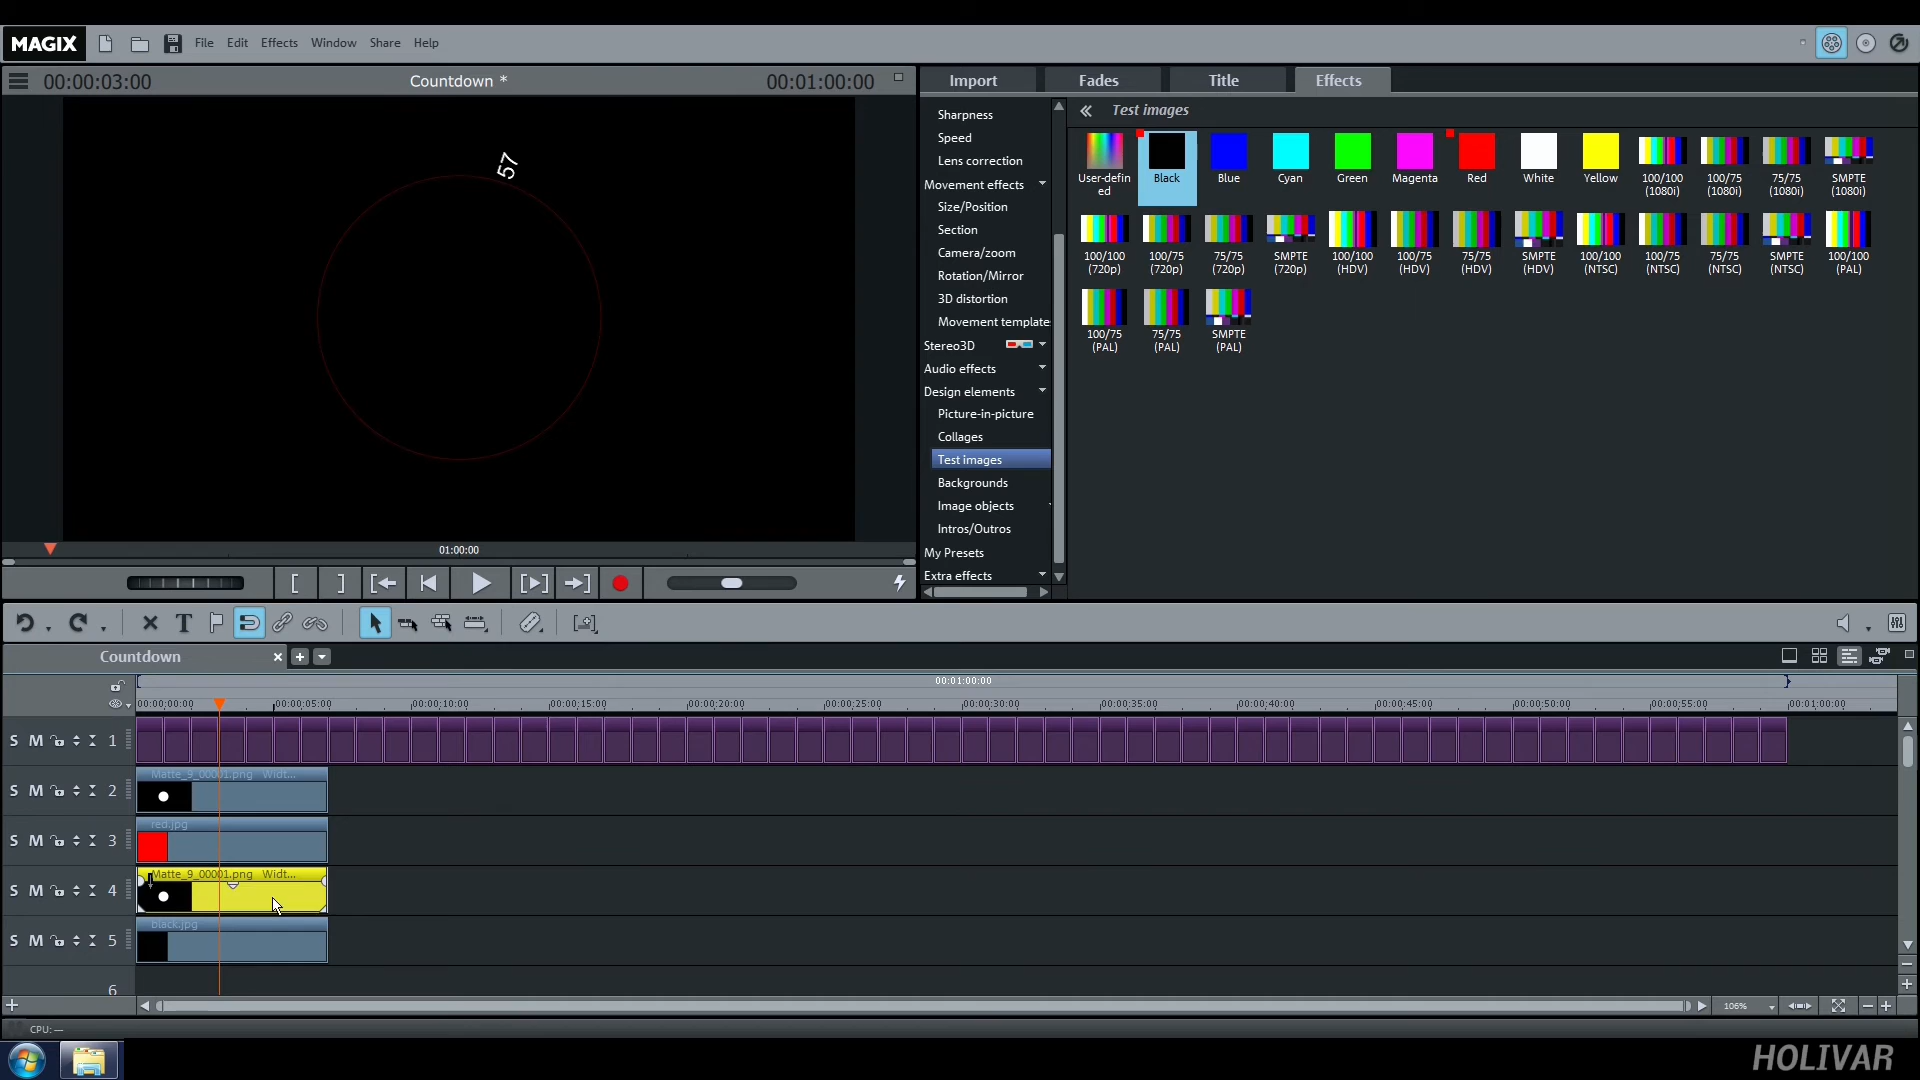 MAGIX File Edit Effects Window Share Help
00:00:03:00 Countdown * 00:01:00:00
57
01:00:00
Import Fades Title Effects
Sharpness
Speed
Lens correction
Movement effects
Size/Position
Section
Camera/zoom
Rotation/Mirror
3D distortion
Movement template
Stereo3D
Audio effects
Design elements
Picture-in-picture
Collages
Test images
Backgrounds
Image objects
Intros/Outros
My Presets
Extra effects
Test images
User-defin
ed
Black Blue Cyan Green Magenta Red White Yellow
100/100 100/75 75/75 SMPTE
(1080i) (1080i) (1080i) (1080i)
100/100 100/75 75/75 SMPTE 100/100 100/75 75/75 SMPTE 100/100 100/75 75/75 SMPTE 100/100
(720p) (720p) (720p) (720p) (HDV) (HDV) (HDV) (HDV) (NTSC) (NTSC) (NTSC) (NTSC) (PAL)
100/75 75/75 SMPTE
(PAL) (PAL) (PAL)
Countdown
00:01:00:00
00:00:00:00 00:00:05:00 00:00:10:00 00:00:15:00 00:00:20:00 00:00:25:00 00:00:30:00 00:00:35:00 00:00:40:00 00:00:45:00 00:00:50:00 00:00:55:00 00:01:00:00
S M 1
Matte_9_00001.png Widt...
S M 2
red.jpg
S M 3
Matte_9_00001.png Widt...
S M 4
black.jpg
S M 5
6
106%
CPU: —
HOLIVAR